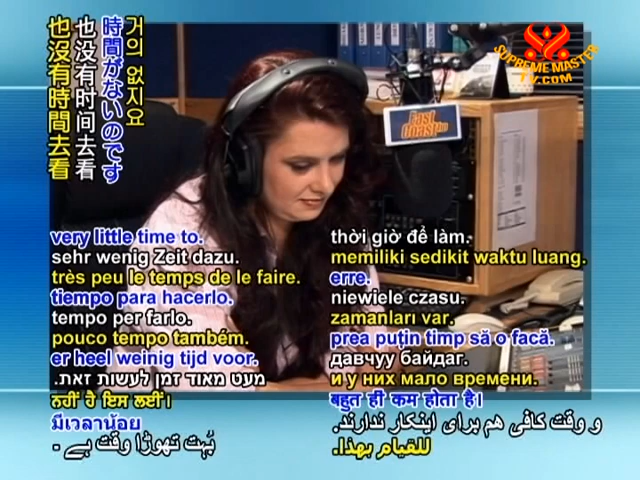 거의 없지요
時間がないのです
也没有时间去看
也沒有時間去看
SUPREME MASTER
TV.COM
East
Coast FM
very little time to.
sehr wenig Zeit dazu.
très peu le temps de le faire.
tiempo para hacerlo.
tempo per farlo.
pouco tempo também.
er heel weinig tijd voor.
מעט מאוד זמן לעשות זאת.
ਨਹੀਂ ਹੈ ਇਸ ਲਈਂ।
มีเวลาน้อย
بُہت تھوڑا وقت ہے -
thời giờ để làm.
memiliki sedikit waktu luang.
erre.
niewiele czasu.
zamanları var.
prea puţin timp să o facă.
давчуу байдаг.
и у них мало времени.
बहुत ही कम होता है।
و وقت کافی هم برای اینکار ندارند.
للقيام بهذا.